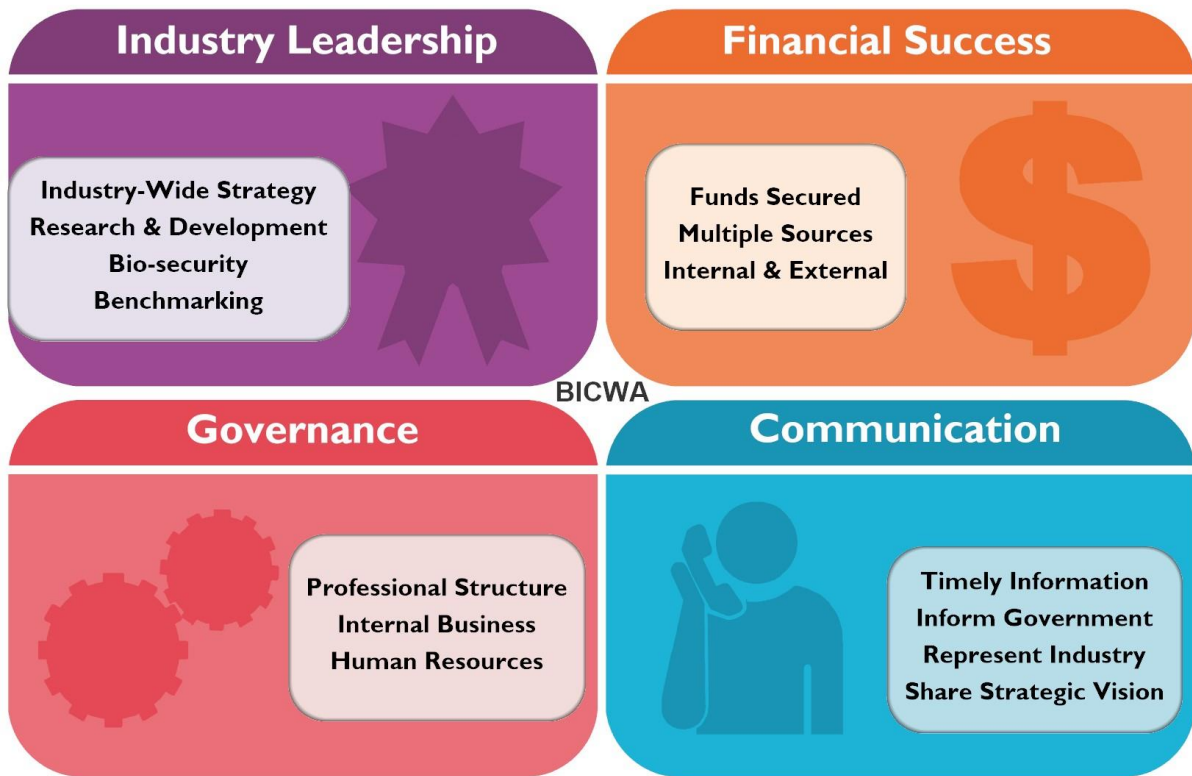 Industry Leadership
Industry-Wide Strategy
Research & Development
Bio-security
Benchmarking
Financial Success
Funds Secured
Multiple Sources
Internal & External
BICWA
Governance
Professional Structure
Internal Business
Human Resources
Communication
Timely Information
Inform Government
Represent Industry
Share Strategic Vision